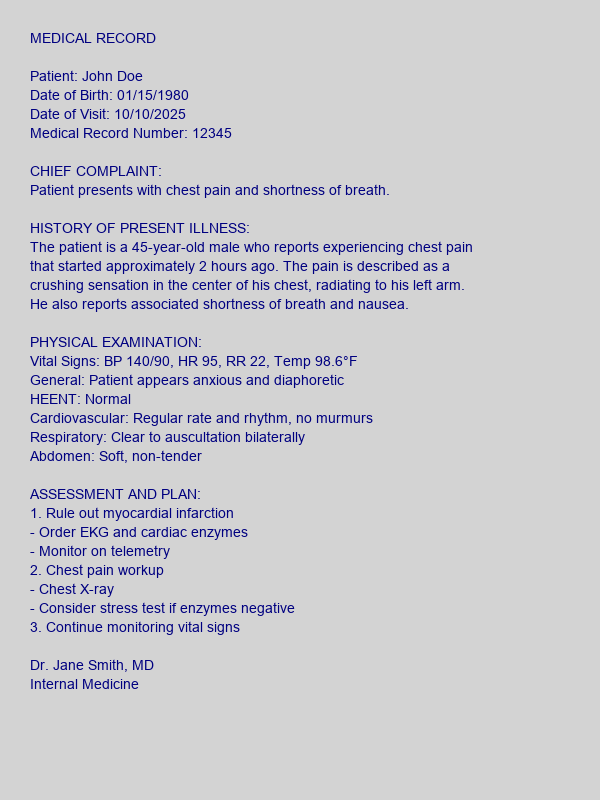 MEDICAL RECORD
Patient: John Doe
Date of Birth: 01/15/1980
Date of Visit: 10/10/2025
Medical Record Number: 12345
CHIEF COMPLAINT:
Patient presents with chest pain and shortness of breath.
HISTORY OF PRESENT ILLNESS:
The patient is a 45-year-old male who reports experiencing chest pain
that started approximately 2 hours ago. The pain is described as a
crushing sensation in the center of his chest, radiating to his left arm.
He also reports associated shortness of breath and nausea.
PHYSICAL EXAMINATION:
Vital Signs: BP 140/90, HR 95, RR 22, Temp 98.6°F
General: Patient appears anxious and diaphoretic
HEENT: Normal
Cardiovascular: Regular rate and rhythm, no murmurs
Respiratory: Clear to auscultation bilaterally
Abdomen: Soft, non-tender
ASSESSMENT AND PLAN:
1. Rule out myocardial infarction
- Order EKG and cardiac enzymes
- Monitor on telemetry
2. Chest pain workup
- Chest X-ray
- Consider stress test if enzymes negative
3. Continue monitoring vital signs
Dr. Jane Smith, MD
Internal Medicine